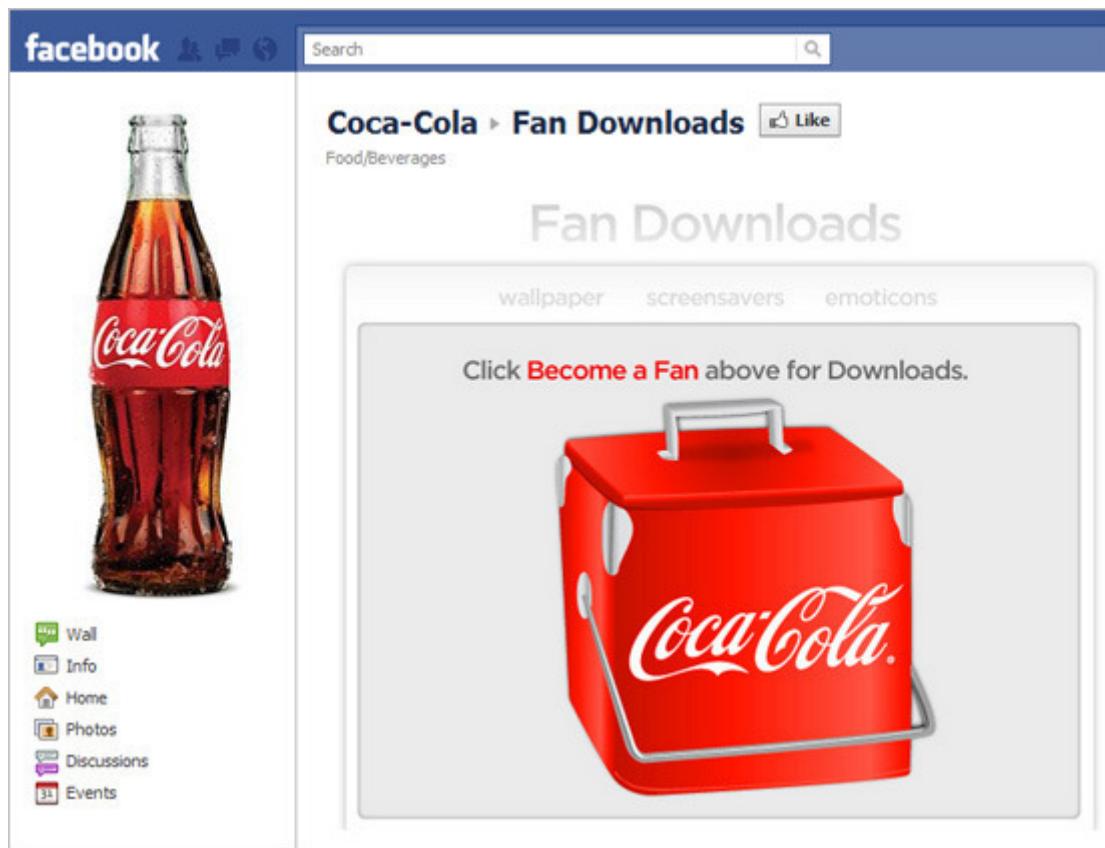 facebook
Search
Coca-Cola ▸ Fan Downloads
Like
Food/Beverages
Fan Downloads
wallpaper screensavers emoticons
Click Become a Fan above for Downloads.
Coca-Cola
Coca-Cola®
Wall
Info
Home
Photos
Discussions
31 Events